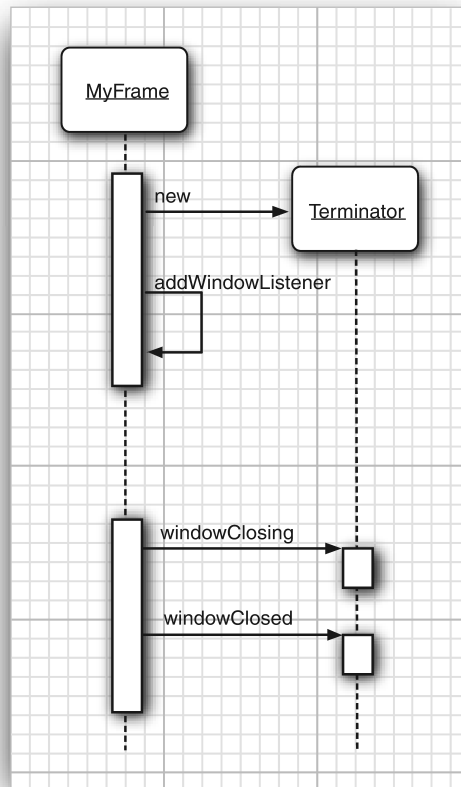 MyFrame
new
Terminator
addWindowListener
windowClosing
windowClosed